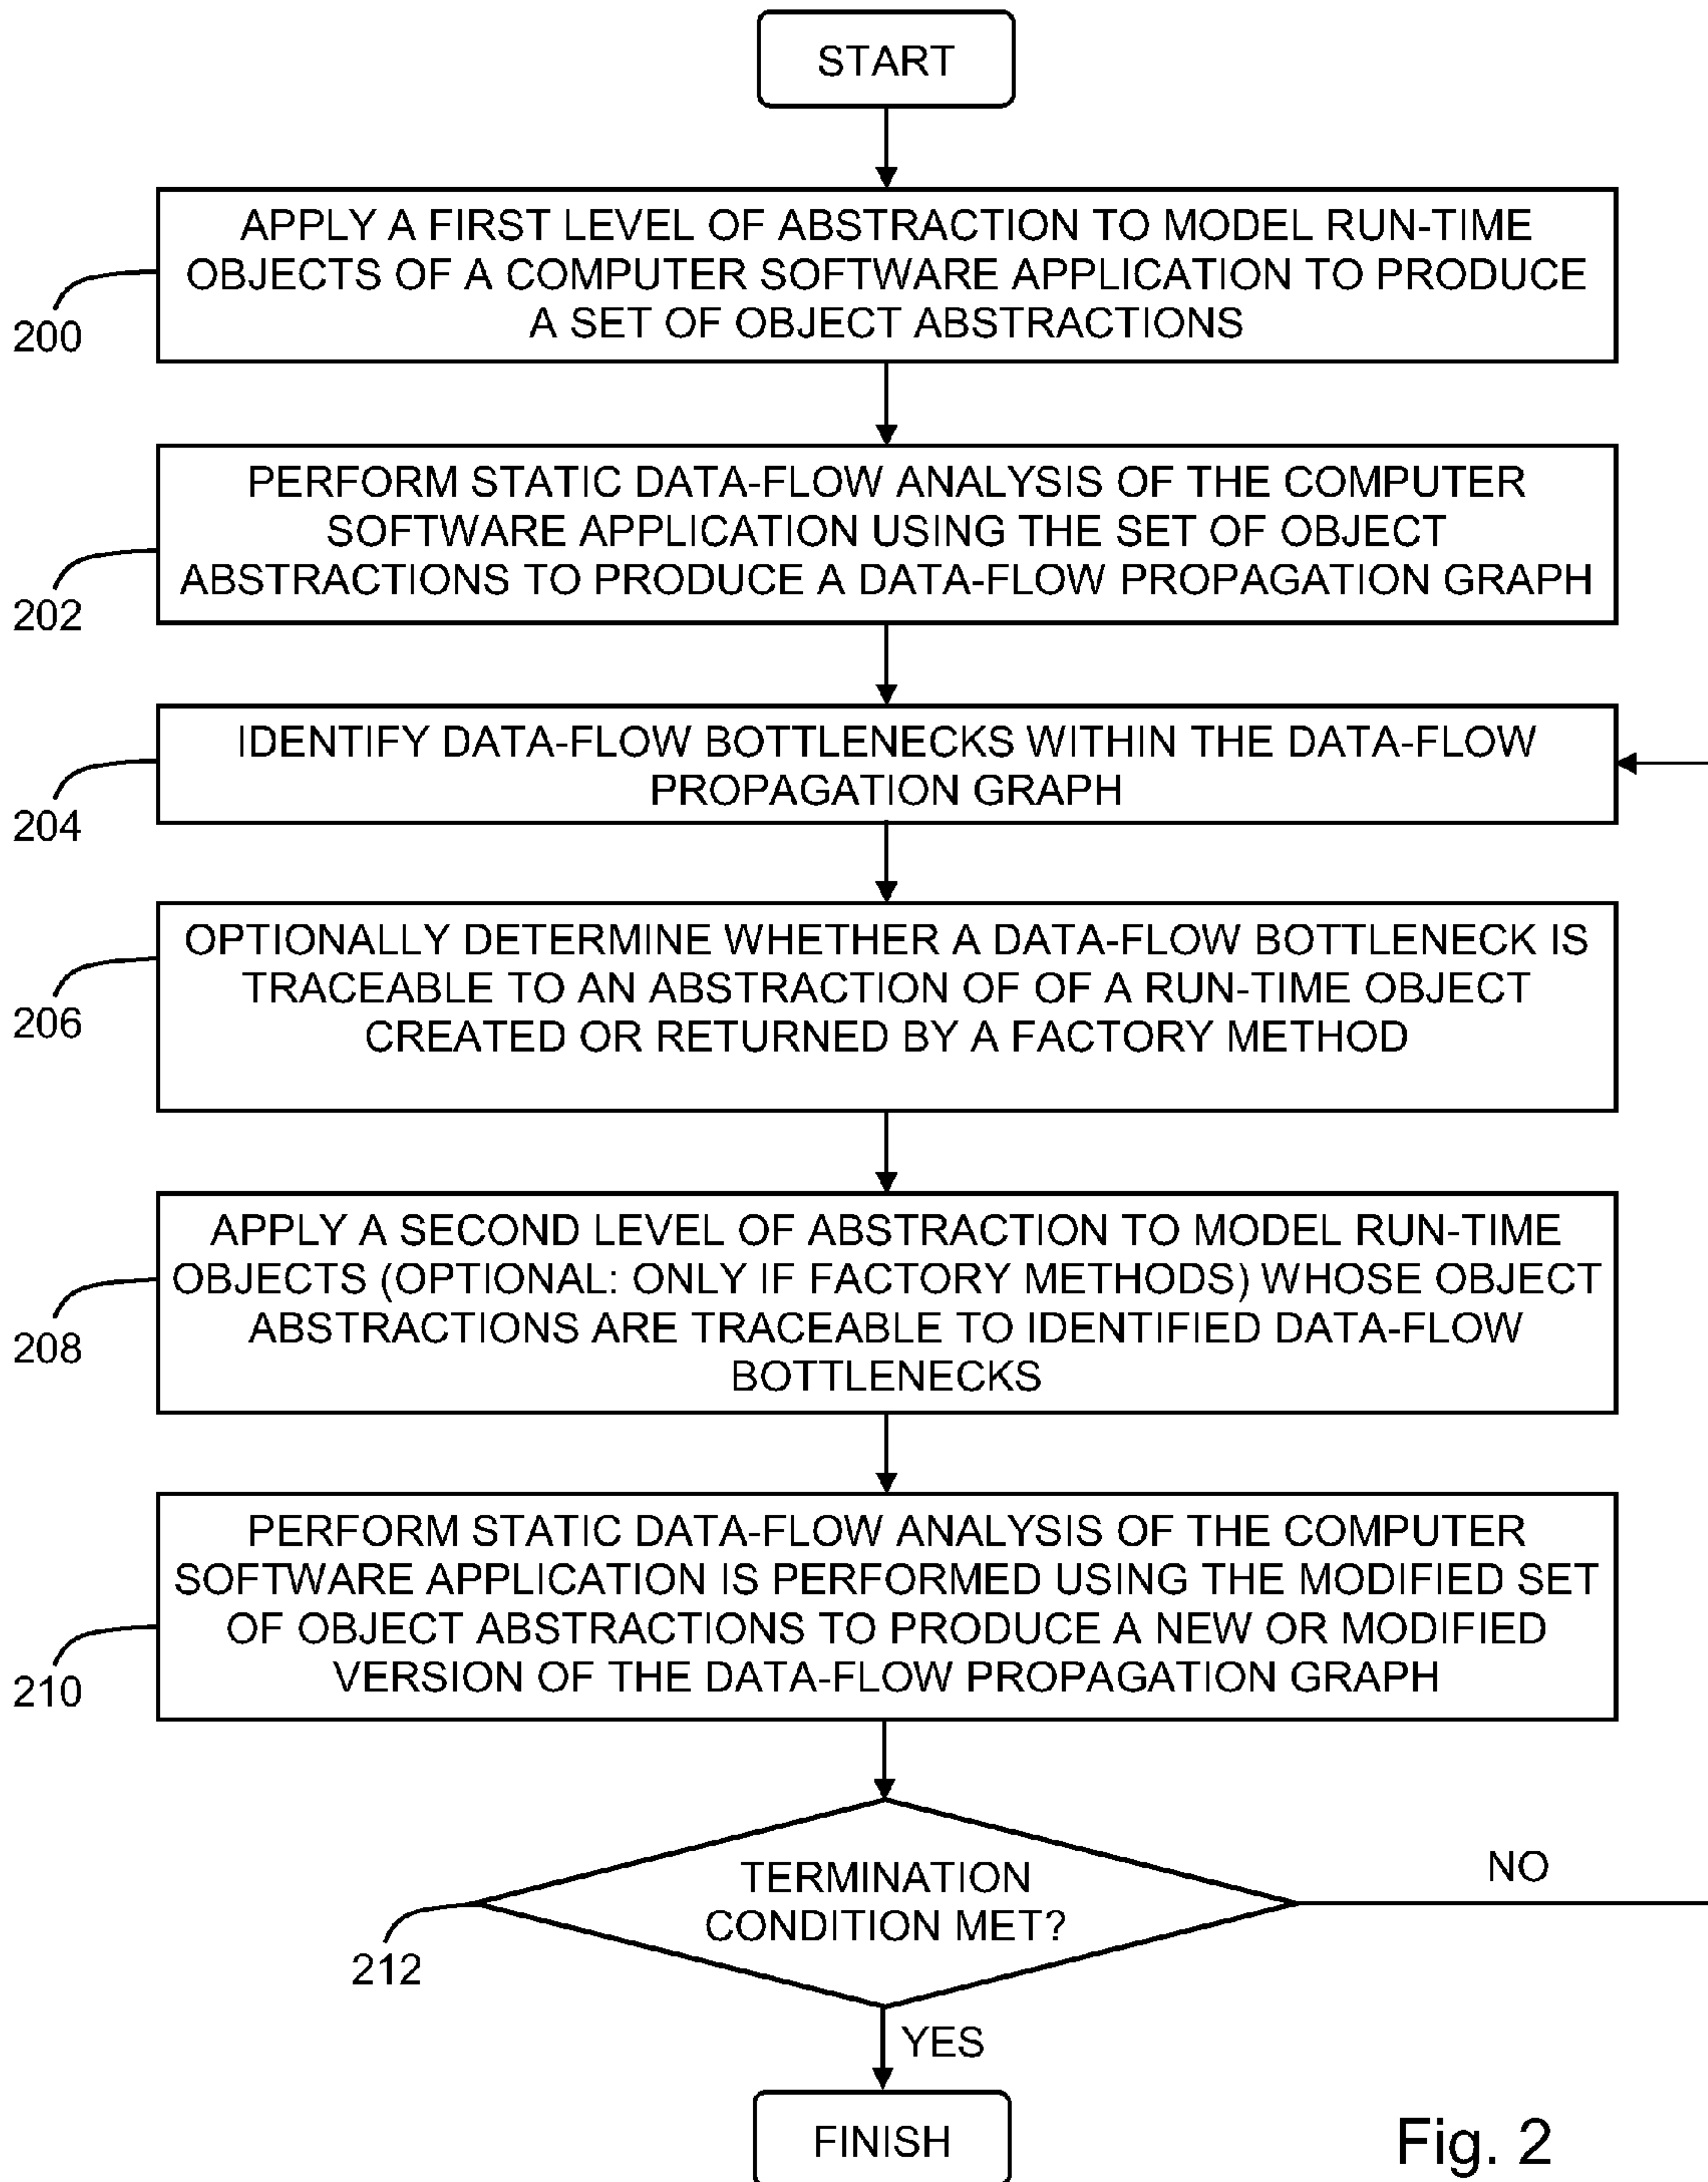 START
APPLY A FIRST LEVEL OF ABSTRACTION TO MODEL RUN-TIME
OBJECTS OF A COMPUTER SOFTWARE APPLICATION TO PRODUCE
A SET OF OBJECT ABSTRACTIONS
200
PERFORM STATIC DATA-FLOW ANALYSIS OF THE COMPUTER
SOFTWARE APPLICATION USING THE SET OF OBJECT
ABSTRACTIONS TO PRODUCE A DATA-FLOW PROPAGATION GRAPH
202
IDENTIFY DATA-FLOW BOTTLENECKS WITHIN THE DATA-FLOW
PROPAGATION GRAPH
204
OPTIONALLY DETERMINE WHETHER A DATA-FLOW BOTTLENECK IS
TRACEABLE TO AN ABSTRACTION OF OF A RUN-TIME OBJECT
CREATED OR RETURNED BY A FACTORY METHOD
206
APPLY A SECOND LEVEL OF ABSTRACTION TO MODEL RUN-TIME
OBJECTS (OPTIONAL: ONLY IF FACTORY METHODS) WHOSE OBJECT
ABSTRACTIONS ARE TRACEABLE TO IDENTIFIED DATA-FLOW
BOTTLENECKS
208
PERFORM STATIC DATA-FLOW ANALYSIS OF THE COMPUTER
SOFTWARE APPLICATION IS PERFORMED USING THE MODIFIED SET
OF OBJECT ABSTRACTIONS TO PRODUCE A NEW OR MODIFIED
VERSION OF THE DATA-FLOW PROPAGATION GRAPH
210
TERMINATION
CONDITION MET?
NO
212
YES
FINISH
Fig. 2